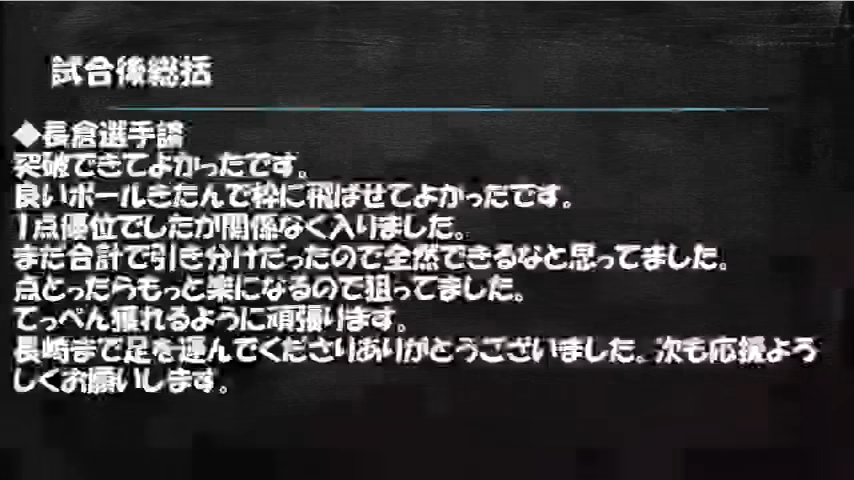 試合後総括
◆長倉選手談
突破できてよかったです。
良いボールきたんで枠に飛ばせてよかったです。
1点優位でしたが関係なく入りました。
まだ合計で引き分けだったので全然できるなと思ってました。
点とったらもっと楽になるので狙ってました。
てっぺん獲れるように頑張ります。
長崎まで足を運んでくださりありがとうございました。次も応援よろ
しくお願いします。